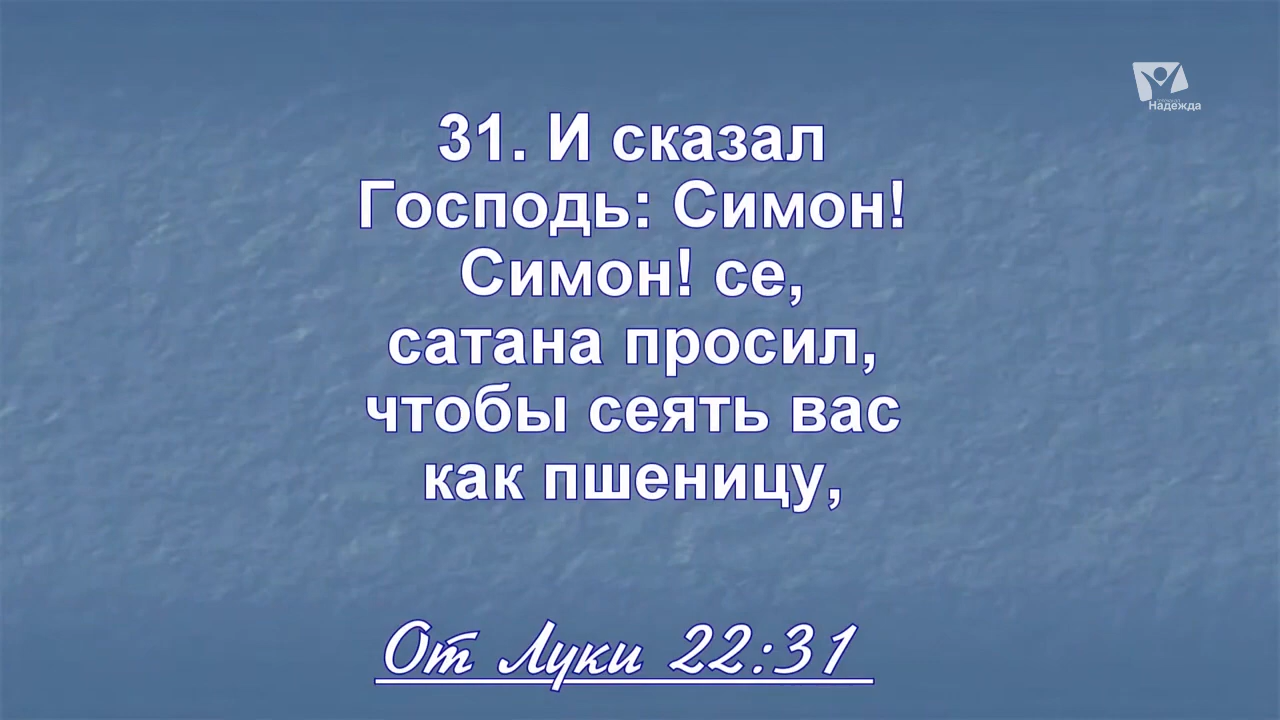 Надежда
31. И сказал
Господь: Симон!
Симон! се,
сатана просил,
чтобы сеять вас
как пшеницу,
От Луки 22:31